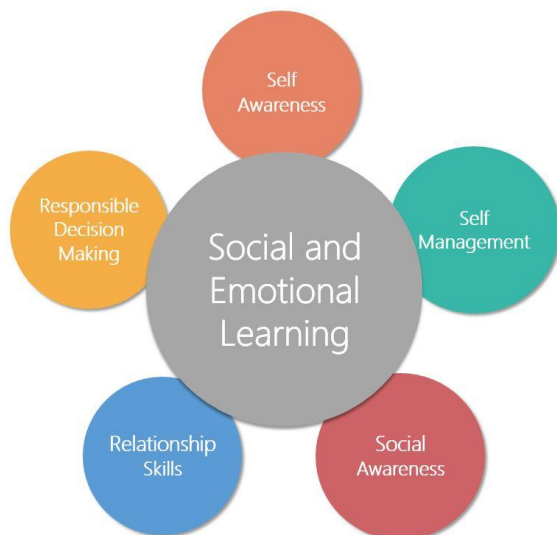 Self
Awareness
Self
Management
Social
Awareness
Relationship
Skills
Responsible
Decision
Making
Social and
Emotional
Learning